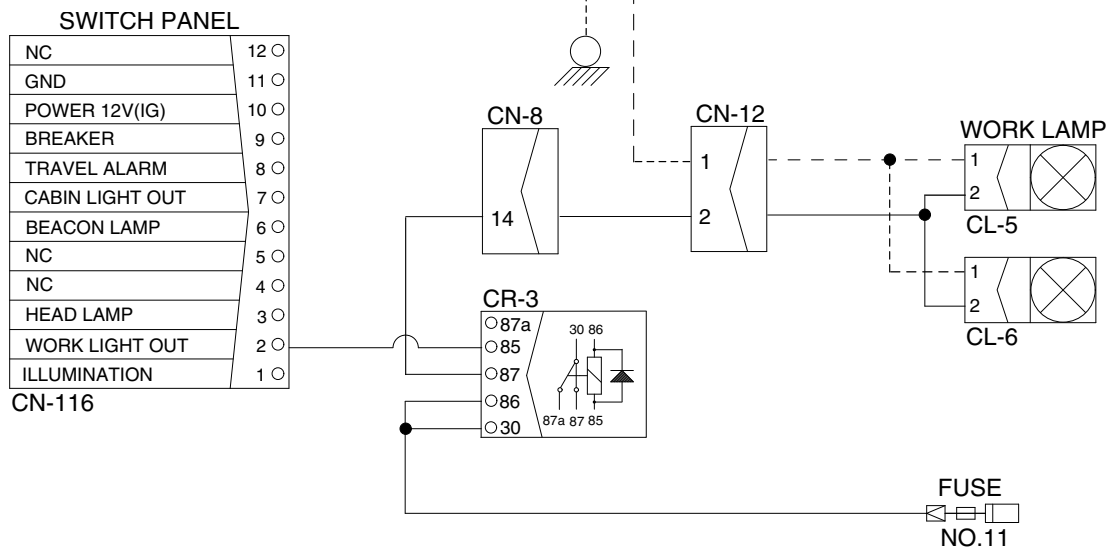 SWITCH PANEL
NC 12
GND 11
POWER 12V(IG) 10
BREAKER 9
TRAVEL ALARM 8
CABIN LIGHT OUT 7
BEACON LAMP 6
NC 5
NC 4
HEAD LAMP 3
WORK LIGHT OUT 2
ILLUMINATION 1
CN-116
CN-8
14
CN-12
1
2
WORK LAMP
1
2
CL-5
1
2
CL-6
CR-3
87a
85
87
86
30
30 86
87a 87 85
FUSE
NO.11